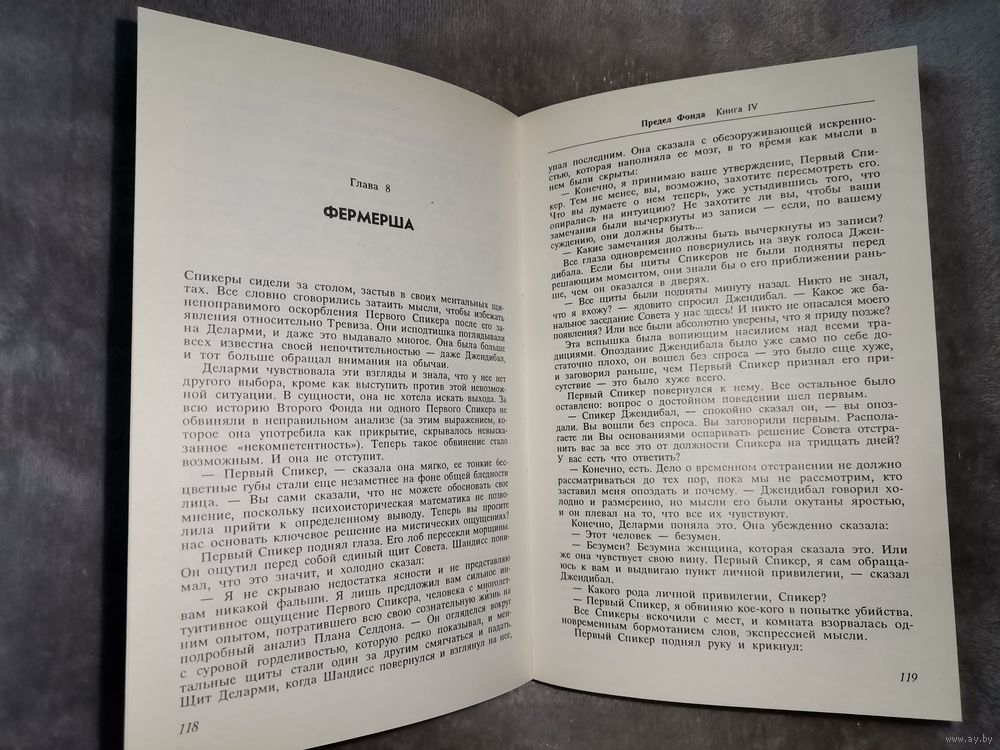 Глава 8
ФЕРМЕРША
Спикеры сидели за столом, застыв в своих ментальных щи-
тах. Все словно сговорились затаить мысли, чтобы избежать
непоправимого оскорбления Первого Спикера после его за-
явления относительно Тревиза. Они исподтишка поглядывали
на Деларми, и даже это выдавало многое. Она была больше
всех известна своей непочтительностью — даже Джендибал,
и тот больше обращал внимания на обычаи.
Деларми чувствовала эти взгляды и знала, что у нее нет
другого выбора, кроме как выступить против этой невозмож-
ной ситуации. В сущности, она не хотела искать выхода. За
всю историю Второго Фонда ни одного Первого Спикера не
обвиняли в неправильном анализе (за этим выражением, ко-
торое она употребила как прикрытие, скрывалось невыска-
занное «некомпетентность»). Теперь такое обвинение стало
возможным. И она не отступит.
— Первый Спикер, — сказала она мягко, ее тонкие бес-
цветные губы стали еще незаметнее на фоне общей бледности
лица. — Вы сами сказали, что не можете обосновать свое
мнение, поскольку психоисторическая математика не позво-
лила прийти к определенному выводу. Теперь вы просите
нас основать ключевое решение на мистических ощущениях?
Первый Спикер поднял глаза. Его лоб пересекли морщины.
Он ощутил перед собой единый щит Совета. Шандисс пони-
мал, что это значит, и холодно сказал:
— Я не скрываю недостатка ясности и не представляю
вам никакой фальши. Я лишь предложил вам сильное ин-
туитивное ощущение Первого Спикера, человека с многолет-
ним опытом, потратившего всю свою сознательную жизнь на
подробный анализ Плана Селдона. — Он оглядел вокруг
с суровой горделивостью, которую редко показывал, и мен-
тальные щиты стали один за другим смягчаться и падать.
Щит Деларми, когда Шандисс повернулся и взглянул на нее,
118
Предел Фонда Книга IV
упал последним. Она сказала с обезоруживающей искренно-
стью, которая наполняла ее мозг, в то время как мысли в
нем были скрыты:
— Конечно, я принимаю ваше утверждение, Первый Спи-
кер. Тем не менее, вы, возможно, захотите пересмотреть его.
Что вы думаете о нем теперь, уже устыдившись того, что
опирались на интуицию? Не захотите ли вы, чтобы ваши
замечания были вычеркнуты из записи — если, по вашему
суждению, они должны быть...
— Какие замечания должны быть вычеркнуты из записи?
Все глаза одновременно повернулись на звук голоса Джен-
дибала. Если бы щиты Спикеров не были подняты перед
решающим моментом, они знали бы о его приближении рань-
ше, чем он оказался в дверях.
— Все щиты были подняты минуту назад. Никто не знал,
что я вхожу? — ядовито спросил Джендибал. — Какое же ба-
нальное заседание Совета у нас здесь! И никто не опасался моего
появления? Или все были абсолютно уверены, что я приду позже?
Эта вспышка была вопиющим насилием над всеми тра-
дициями. Опоздание Джендибала было уже само по себе до-
статочно плохо, он вошел без спроса — это было еще хуже,
и заговорил раньше, чем Первый Спикер признал его при-
сутствие — это было хуже всего.
Первый Спикер повернулся к нему. Все остальное было
оставлено: вопрос о достойном поведении шел первым.
— Спикер Джендибал, — спокойно сказал он, — вы опоз-
дали. Вы вошли без спроса. Вы заговорили первым. Распола-
гаете ли Вы основаниями оспаривать решение Совета отстра-
нить вас за это от должности Спикера на тридцать дней?
У вас есть что ответить?
— Конечно, есть. Дело о временном отстранении не должно
рассматриваться до тех пор, пока мы не рассмотрим, кто
заставил меня опоздать и почему. — Джендибал говорил хо-
лодно и размеренно, но мысли его были окутаны яростью,
и он плевал на то, что все их чувствуют.
Конечно, Деларми поняла это. Она убежденно сказала:
— Этот человек — безумен.
— Безумен? Безумна женщина, которая сказала это. Или
же она чувствует свою вину. Первый Спикер, я сам обраща-
юсь к вам и выдвигаю пункт личной привилегии, — сказал
Джендибал.
— Какого рода личной привилегии, Спикер?
— Первый Спикер, я обвиняю кое-кого в попытке убийства.
Все Спикеры вскочили с мест, и комната взорвалась од-
новременным бормотанием слов, экспрессией мысли.
Первый Спикер поднял руку и крикнул:
119
www.ay.by